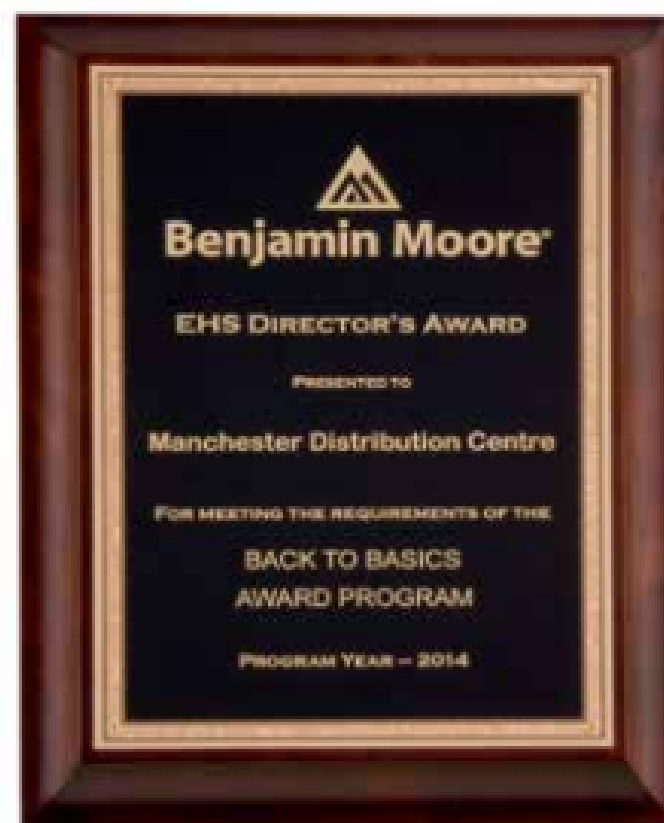 Benjamin Moore®
EHS DIRECTOR'S AWARD
PRESENTED TO
Manchester Distribution Centre
FOR MEETING THE REQUIREMENTS OF THE
BACK TO BASICS
AWARD PROGRAM
PROGRAM YEAR – 2014